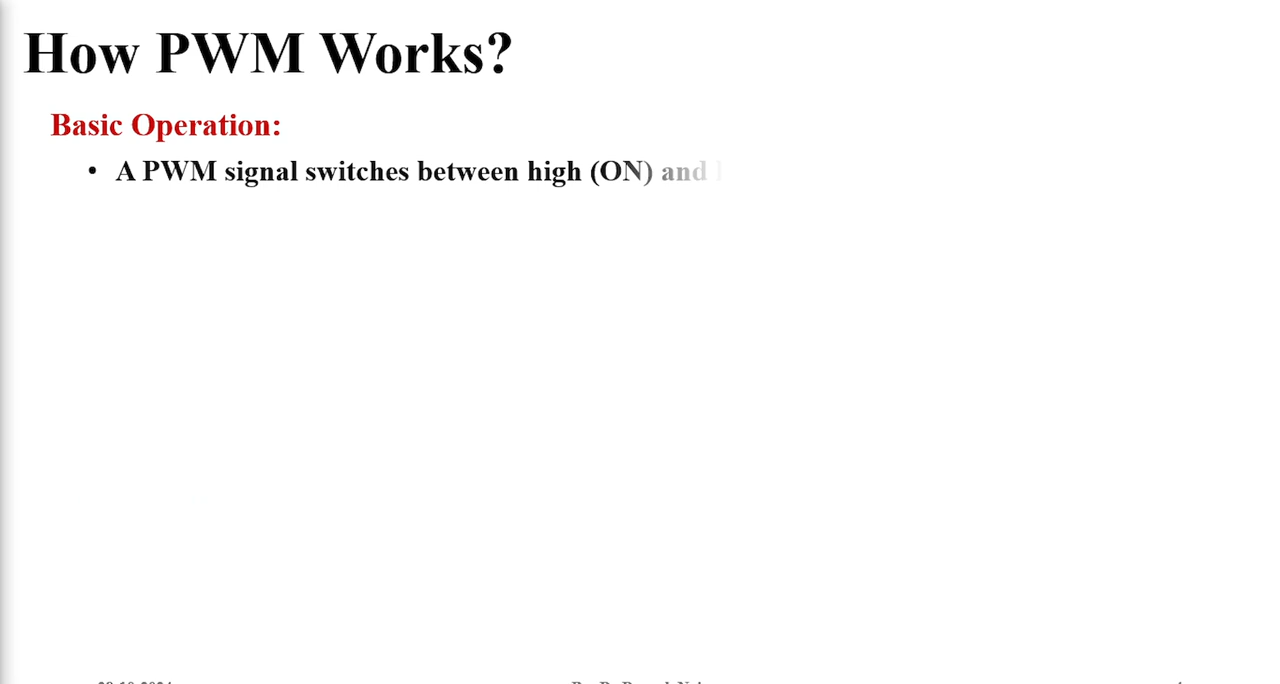 How PWM Works?
Basic Operation:
• A PWM signal switches between high (ON) and